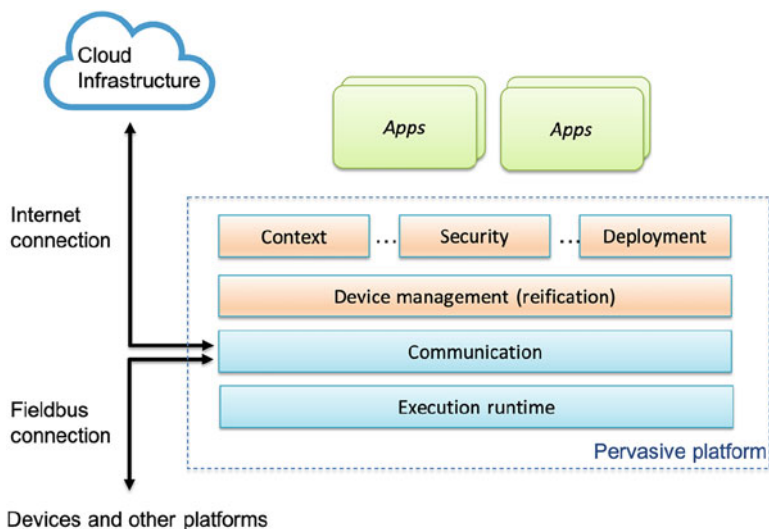 Cloud
Infrastructure
Apps
Apps
Internet
connection
Context
...
Security
...
Deployment
Device management (reification)
Communication
Execution runtime
Fieldbus
connection
Pervasive platform
Devices and other platforms